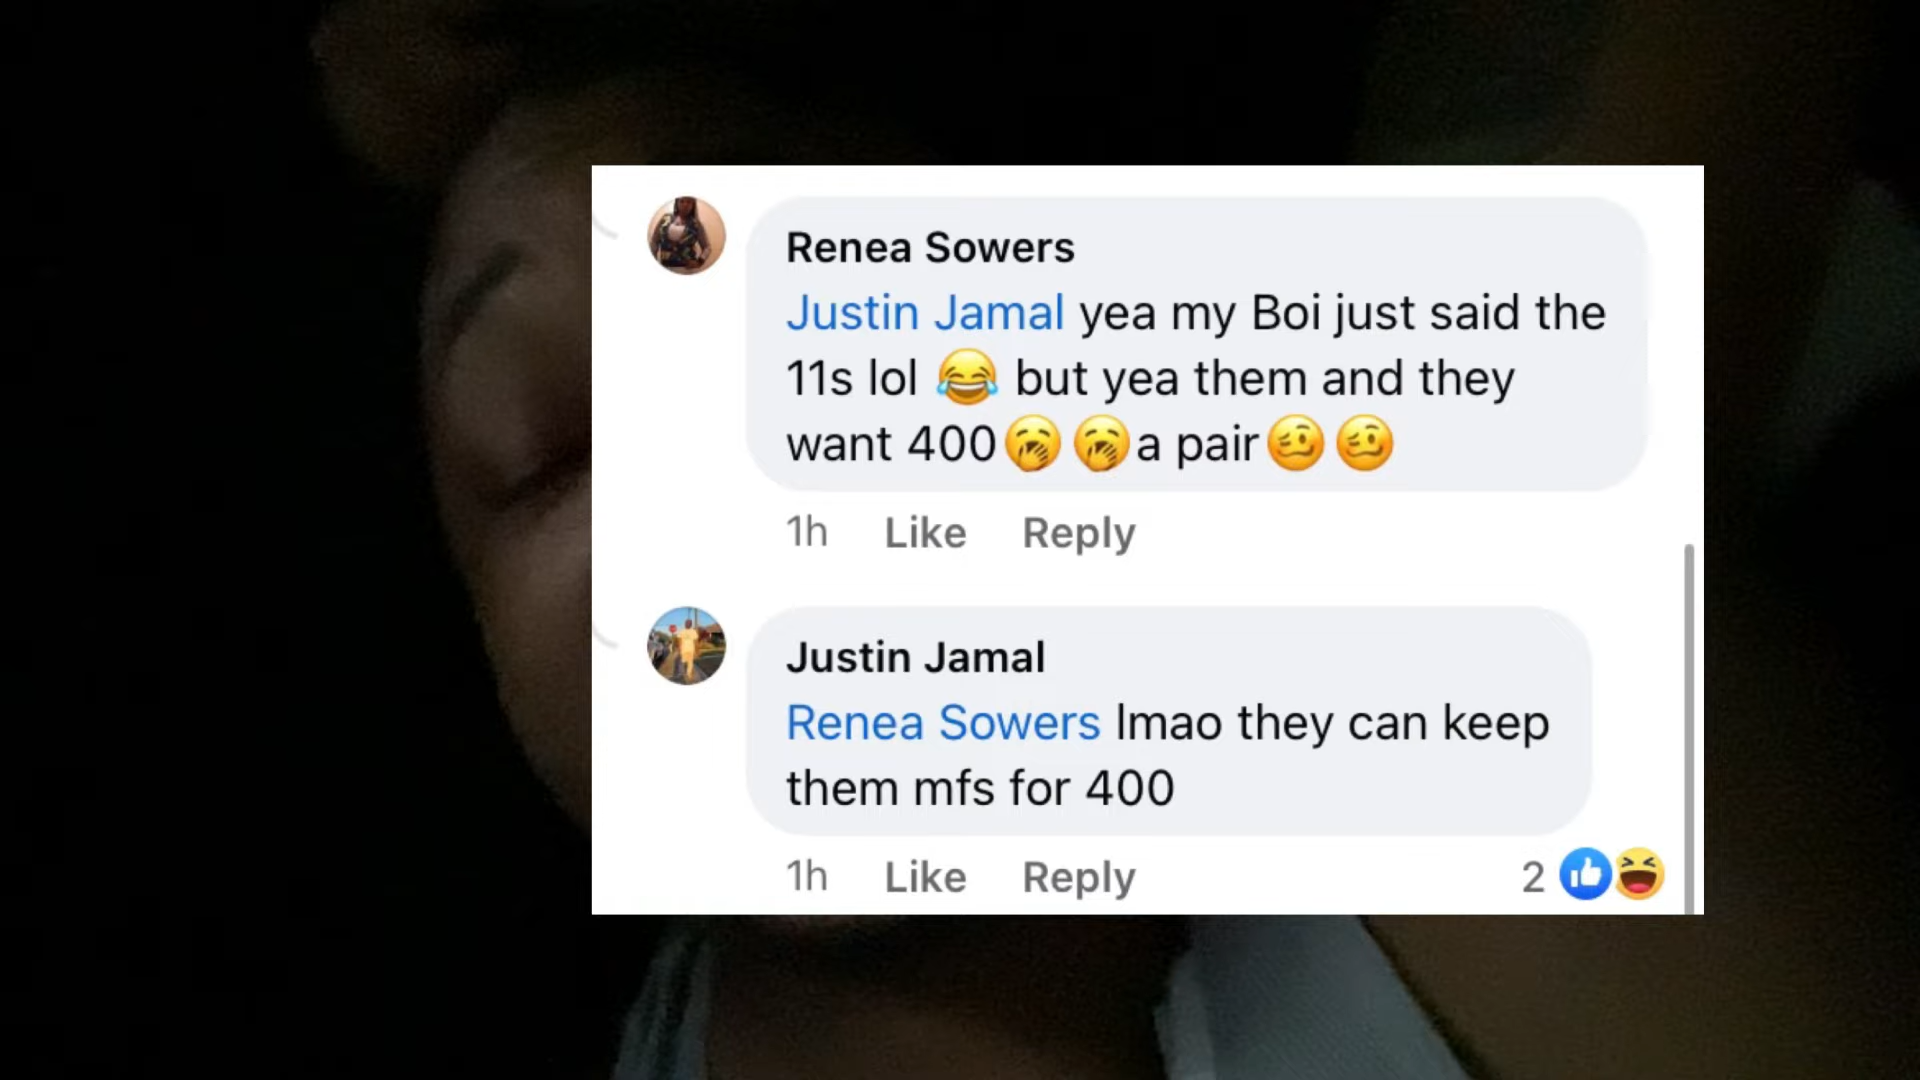 Renea Sowers
Justin Jamal yea my Boi just said the
11s lol 😂 but yea them and they
want 400🥱🥱a pair🥴🥴
1h Like Reply
Justin Jamal
Renea Sowers lmao they can keep
them mfs for 400
1h Like Reply 2